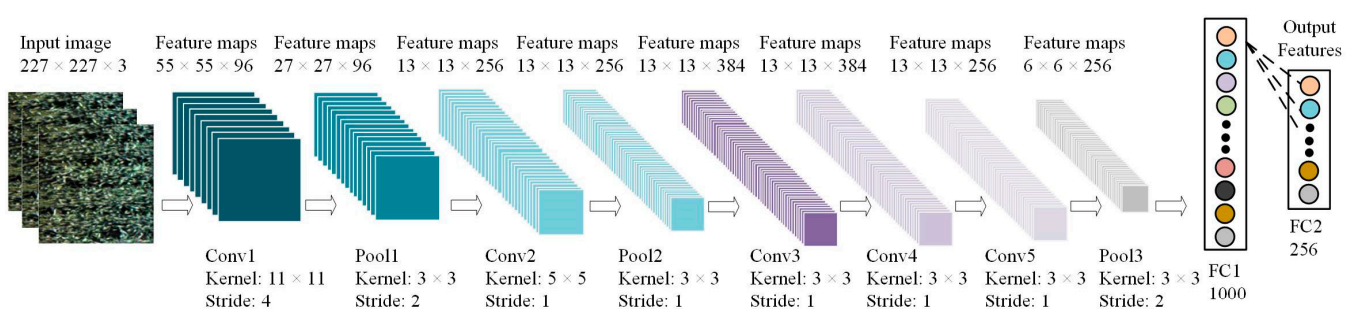 Input image
227 × 227 × 3
Feature maps
55 × 55 × 96
Feature maps
27 × 27 × 96
Feature maps
13 × 13 × 256
Feature maps
13 × 13 × 256
Feature maps
13 × 13 × 384
Feature maps
13 × 13 × 384
Feature maps
13 × 13 × 256
Feature maps
6 × 6 × 256
Output
Features
Conv1
Kernel: 11 × 11
Stride: 4
Pool1
Kernel: 3 × 3
Stride: 2
Conv2
Kernel: 5 × 5
Stride: 1
Pool2
Kernel: 3 × 3
Stride: 1
Conv3
Kernel: 3 × 3
Stride: 1
Conv4
Kernel: 3 × 3
Stride: 1
Conv5
Kernel: 3 × 3
Stride: 1
Pool3
Kernel: 3 × 3
Stride: 2
FC1
1000
FC2
256